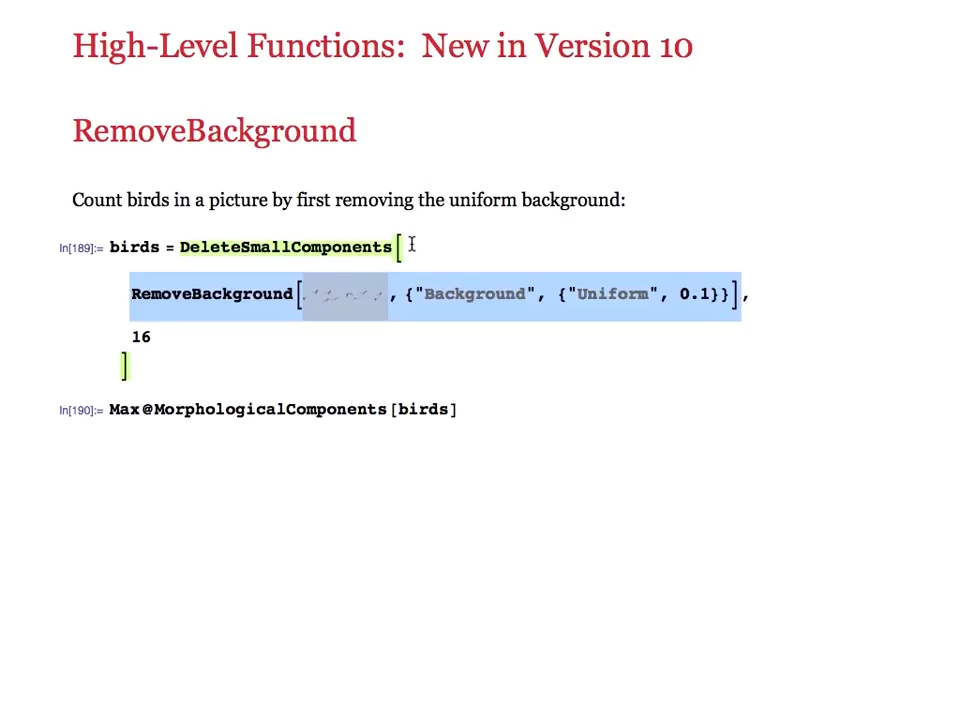 High-Level Functions: New in Version 10
RemoveBackground
Count birds in a picture by first removing the uniform background:
In[189]:= birds = DeleteSmallComponents[
RemoveBackground[ , {"Background", {"Uniform", 0.1}}],
16
]
In[190]:= Max@MorphologicalComponents[birds]